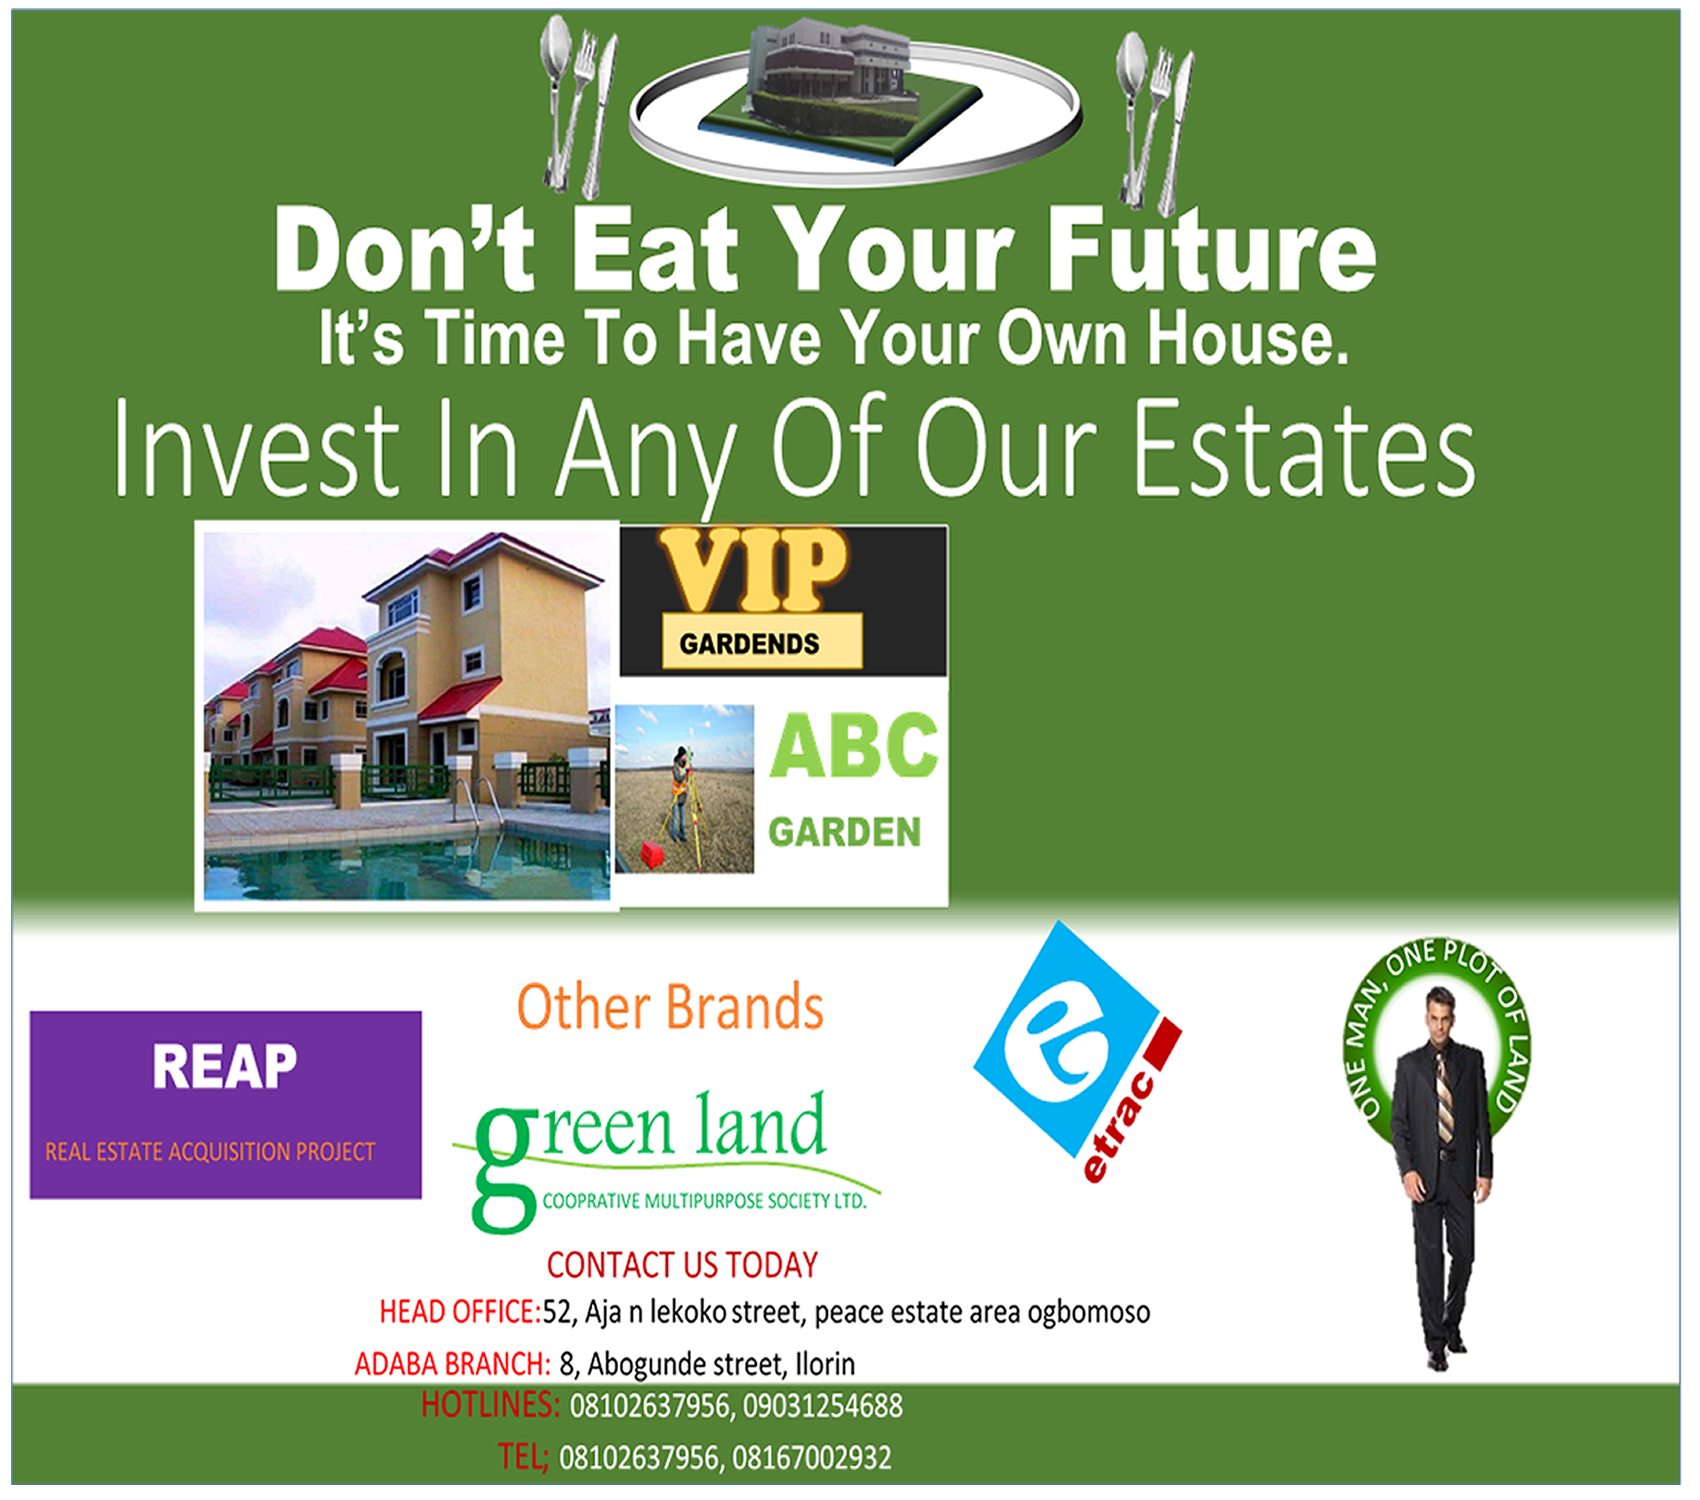 Don't Eat Your Future
It's Time To Have Your Own House.
Invest In Any Of Our Estates
VIP
GARDENDS
ABC
GARDEN
Other Brands
REAP
REAL ESTATE ACQUISITION PROJECT
green land
COOPRATIVE MULTIPURPOSE SOCIETY LTD.
e
etrac
ONE MAN, ONE PLOT OF LAND
CONTACT US TODAY
HEAD OFFICE:52, Aja n lekoko street, peace estate area ogbomoso
ADABA BRANCH: 8, Abogunde street, Ilorin
HOTLINES: 08102637956, 09031254688
TEL; 08102637956, 08167002932